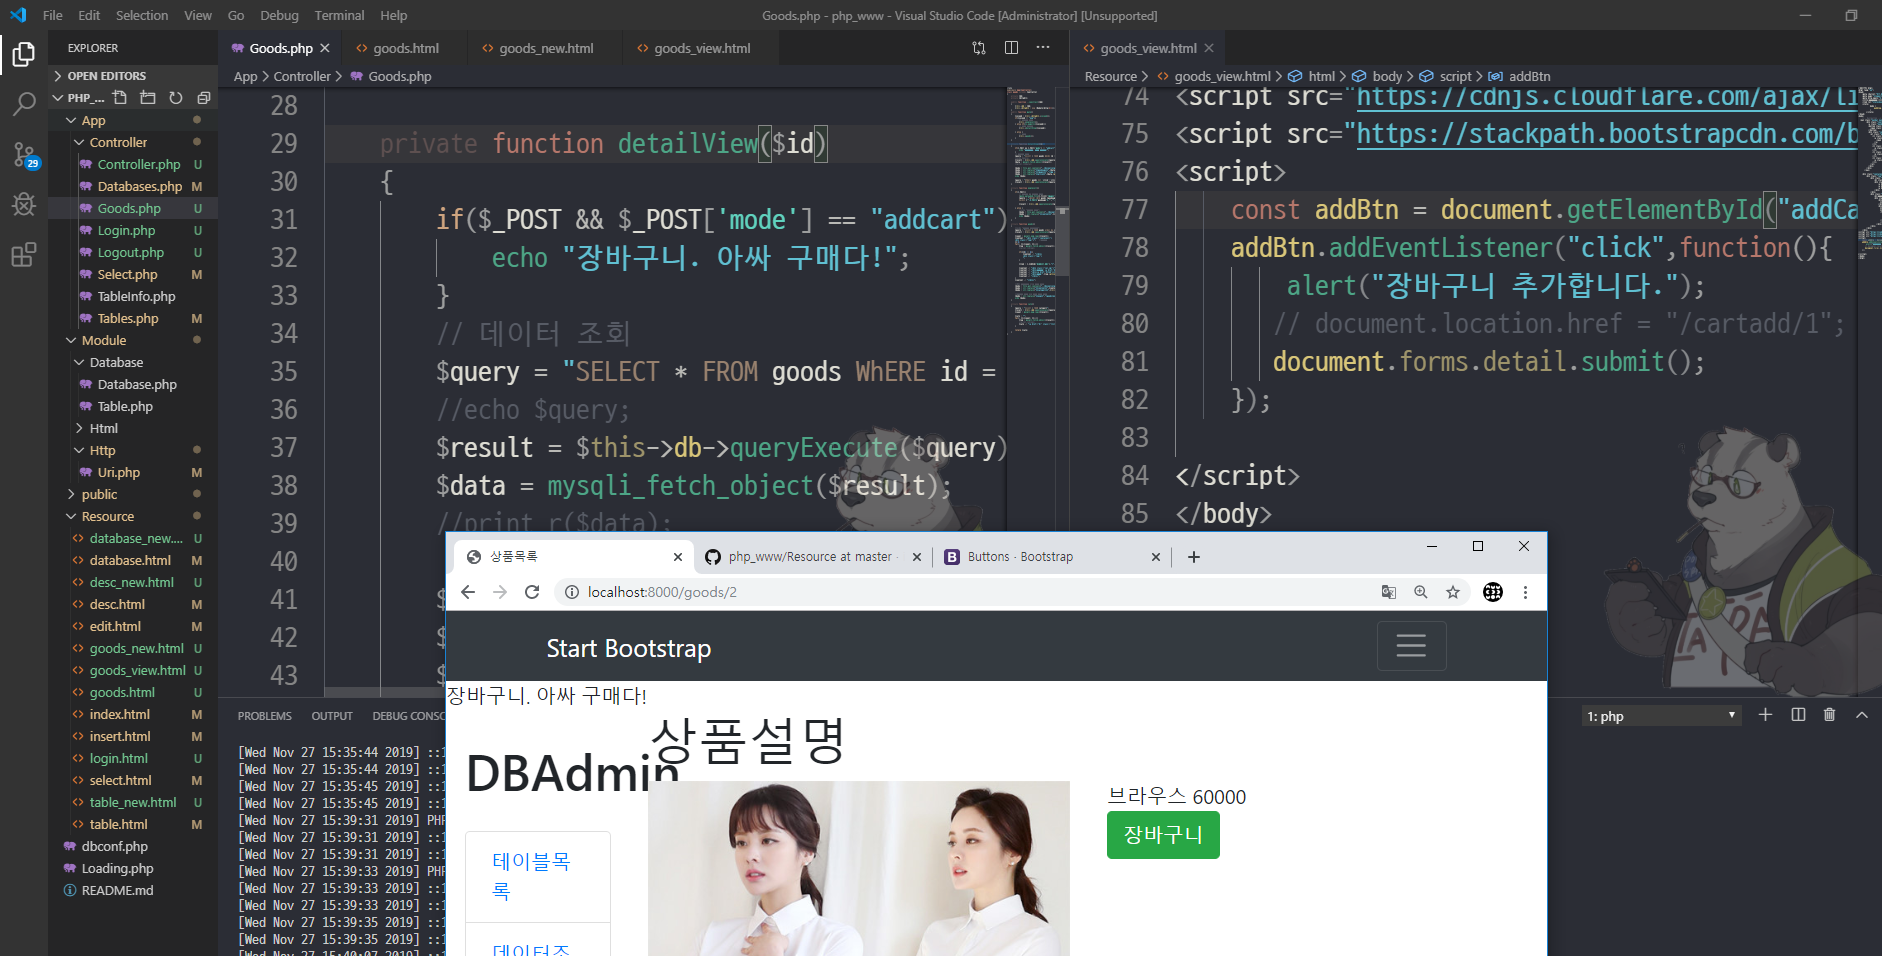 File Edit Selection View Go Debug Terminal Help
Goods.php - php_www - Visual Studio Code [Administrator] [Unsupported]
EXPLORER
OPEN EDITORS
PHP_...
App
Controller
Controller.php U
Databases.php M
Goods.php U
Login.php U
Logout.php U
Select.php M
TableInfo.php
Tables.php M
Module
Database
Database.php
Table.php
Html
Http
Uri.php M
public
Resource
database_new.... U
database.html M
desc_new.html U
desc.html M
edit.html M
goods_new.html U
goods_view.html U
goods.html U
index.html M
insert.html M
login.html U
select.html M
table_new.html U
table.html M
dbconf.php
Loading.php
README.md
29
Goods.php goods.html goods_new.html goods_view.html
App > Controller > Goods.php
28
29 private function detailView($id)
30 {
31 if($_POST && $_POST['mode'] == "addcart")
32 echo "장바구니. 아싸 구매다!";
33 }
34 // 데이터 조회
35 $query = "SELECT * FROM goods WhERE id =
36 //echo $query;
37 $result = $this->db->queryExecute($query)
38 $data = mysqli_fetch_object($result);
39 //print_r($data);
40
41 $
42 $
43 $
goods_view.html
Resource > goods_view.html > html > body > script > addBtn
74 <script src="https://cdnjs.cloudflare.com/ajax/li
75 <script src="https://stackpath.bootstrapcdn.com/b
76 <script>
77 const addBtn = document.getElementById("addCa
78 addBtn.addEventListener("click",function(){
79 alert("장바구니 추가합니다.");
80 // document.location.href = "/cartadd/1";
81 document.forms.detail.submit();
82 });
83
84 </script>
85 </body>
PROBLEMS OUTPUT DEBUG CONSC
1: php
[Wed Nov 27 15:35:44 2019] ::1
[Wed Nov 27 15:35:44 2019] ::1
[Wed Nov 27 15:35:45 2019] ::1
[Wed Nov 27 15:35:45 2019] ::1
[Wed Nov 27 15:39:31 2019] PHP
[Wed Nov 27 15:39:31 2019] ::1
[Wed Nov 27 15:39:31 2019] ::1
[Wed Nov 27 15:39:33 2019] PHP
[Wed Nov 27 15:39:33 2019] ::1
[Wed Nov 27 15:39:33 2019] ::1
[Wed Nov 27 15:39:35 2019] ::1
[Wed Nov 27 15:39:35 2019] ::1
[Wed Nov 27 15:40:07 2019] ::1
상품목록
php_www/Resource at master ·
Buttons · Bootstrap
localhost:8000/goods/2
Start Bootstrap
장바구니. 아싸 구매다!
상품설명
DBAdmin
브라우스 60000
장바구니
테이블목
록
데이터조